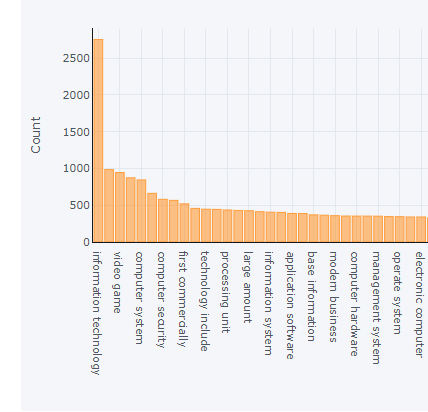 Count
2500
2000
1500
1000
500
0
information technology
video game
computer system
computer security
first commercially
technology include
processing unit
large amount
information system
application software
base information
modern business
computer hardware
management system
operate system
electronic computer